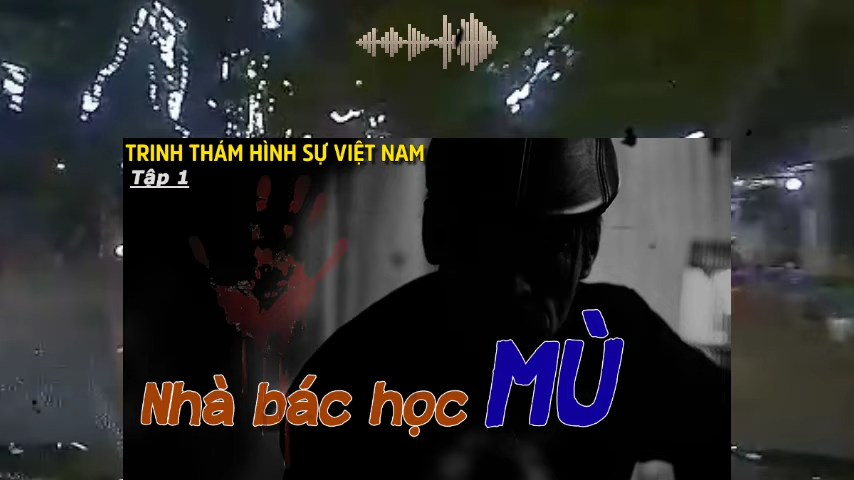 TRINH THÁM HÌNH SỰ VIỆT NAM
Tập 1
Nhà bác học MÙ